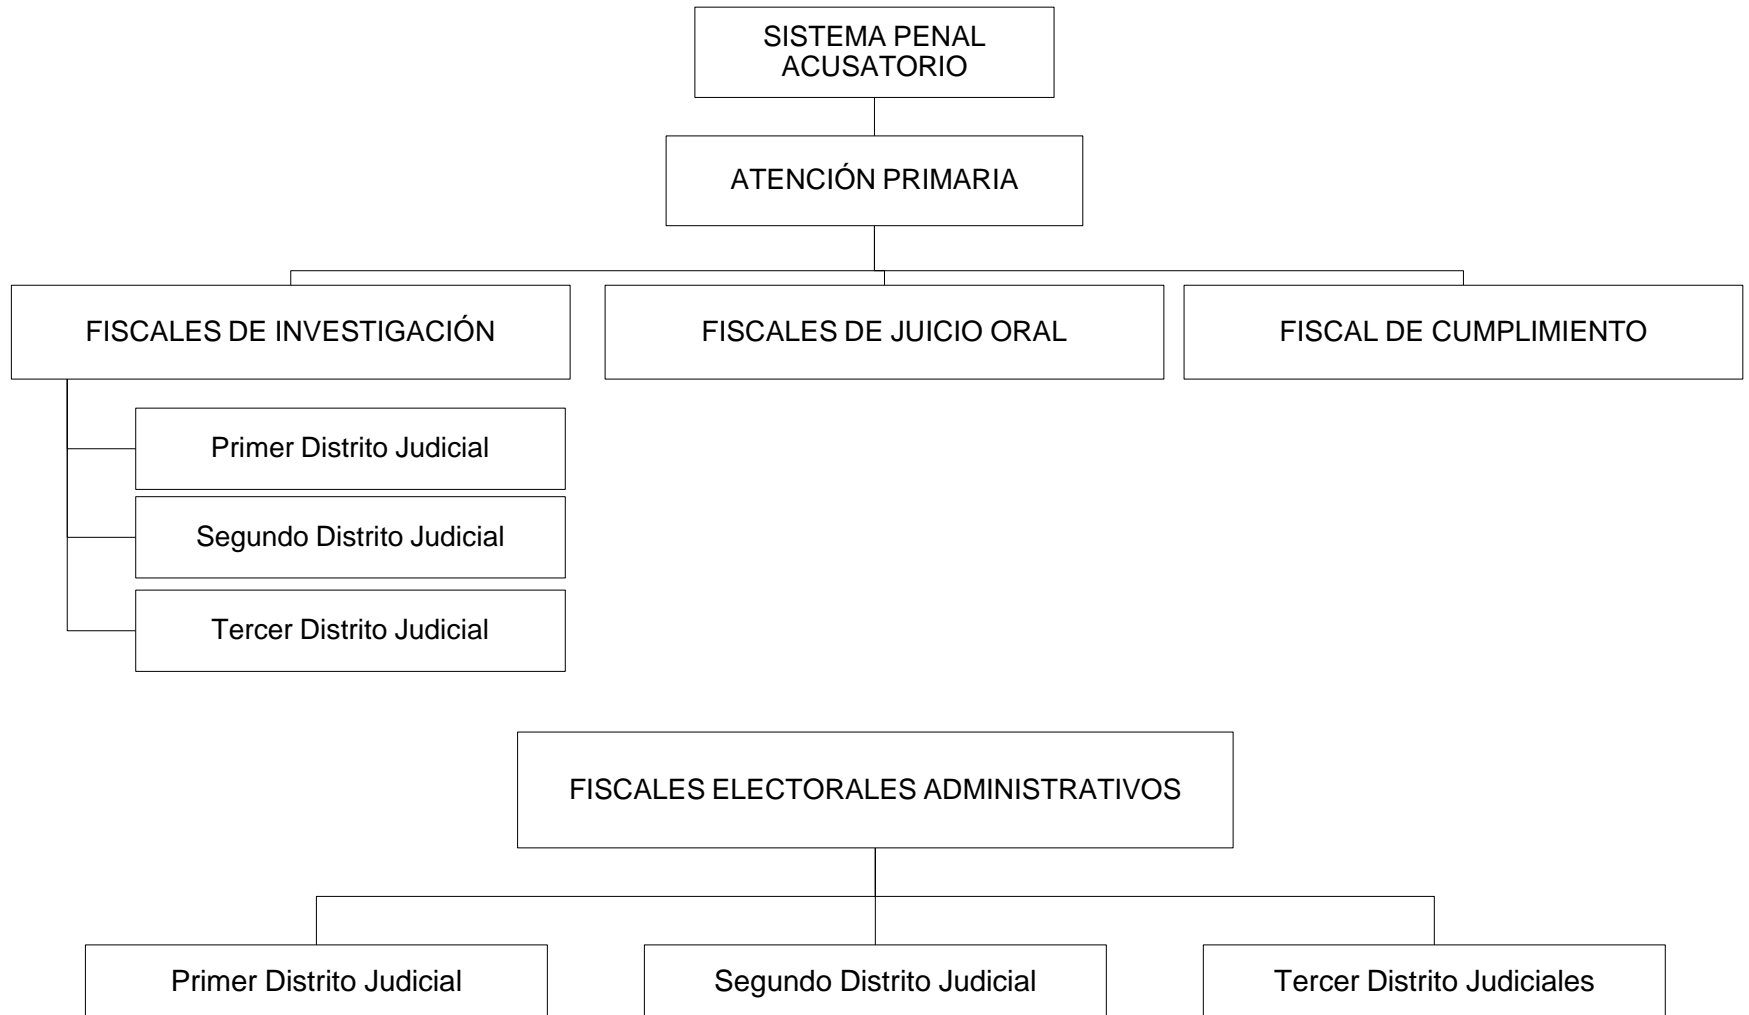 SISTEMA PENAL
ACUSATORIO
ATENCIÓN PRIMARIA
FISCALES DE INVESTIGACIÓN
FISCALES DE JUICIO ORAL
FISCAL DE CUMPLIMIENTO
Primer Distrito Judicial
Segundo Distrito Judicial
Tercer Distrito Judicial
FISCALES ELECTORALES ADMINISTRATIVOS
Primer Distrito Judicial
Segundo Distrito Judicial
Tercer Distrito Judiciales